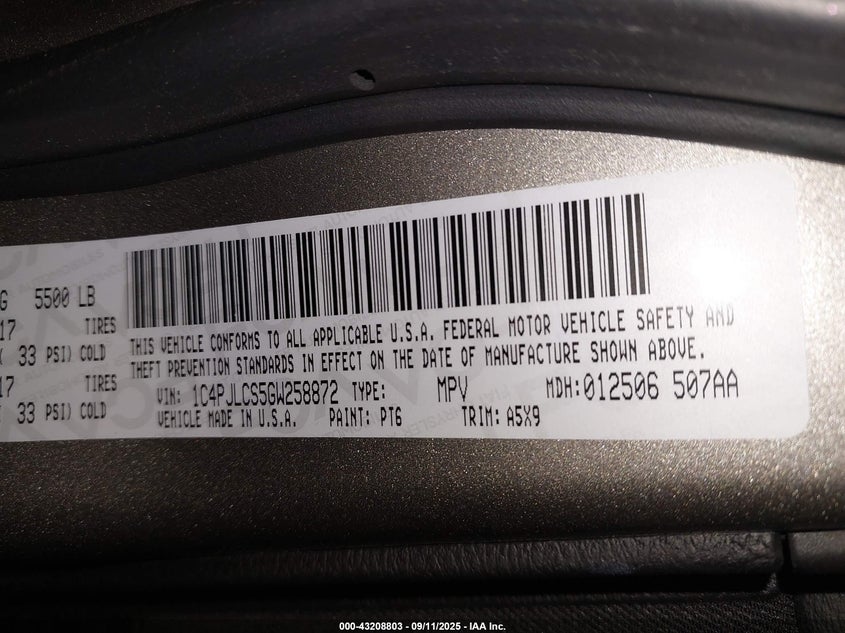 G 5500 LB
17 TIRES
( 33 PSI) COLD
17 TIRES
( 33 PSI) COLD
THIS VEHICLE CONFORMS TO ALL APPLICABLE U.S.A. FEDERAL MOTOR VEHICLE SAFETY AND
THEFT PREVENTION STANDARDS IN EFFECT ON THE DATE OF MANUFACTURE SHOWN ABOVE.
VIN: 1C4PJLCS5GW258872 TYPE: MPV MDH: 012506 507AA
VEHICLE MADE IN U.S.A. PAINT: PT6 TRIM: A5X9
000-43208803 - 09/11/2025 - IAA Inc.